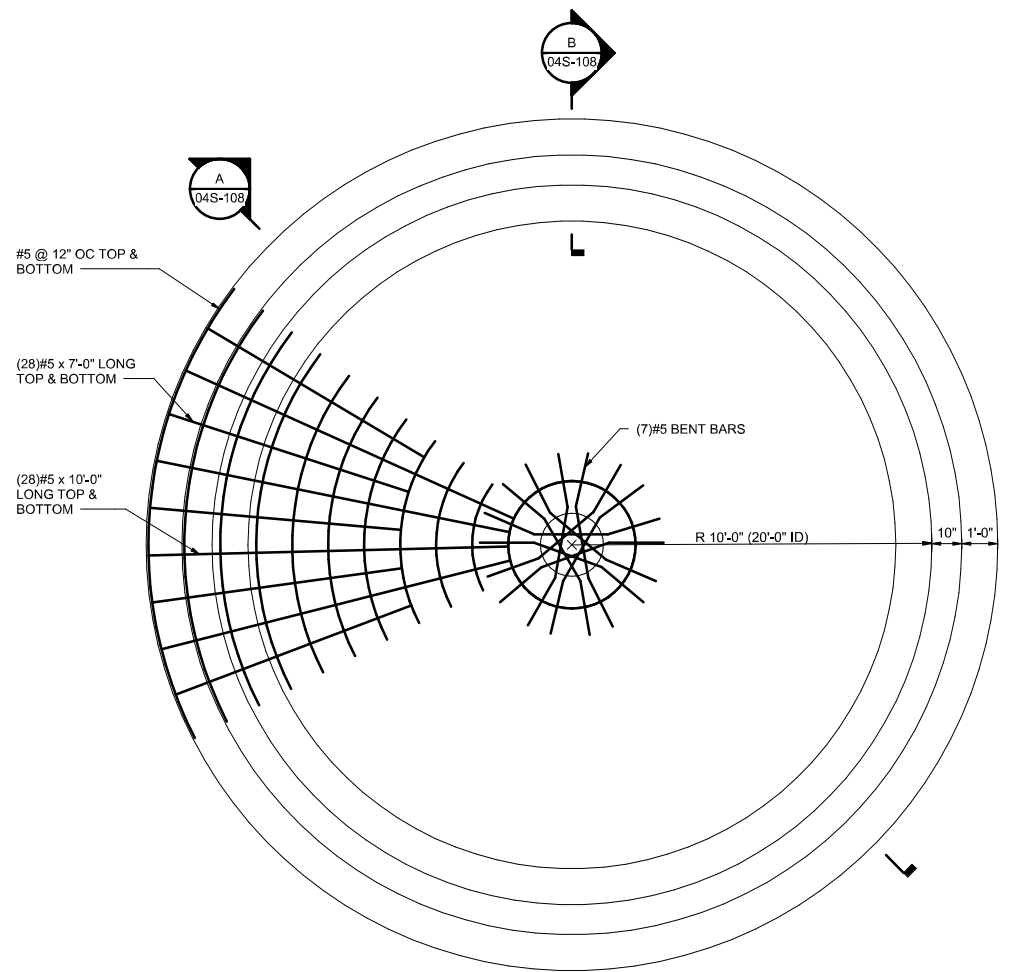 B
04S-108
A
04S-108
#5 @ 12" OC TOP &
BOTTOM
(28)#5 x 7'-0" LONG
TOP & BOTTOM
(7)#5 BENT BARS
(28)#5 x 10'-0"
LONG TOP &
BOTTOM
R 10'-0" (20'-0" ID)
10"
1'-0"